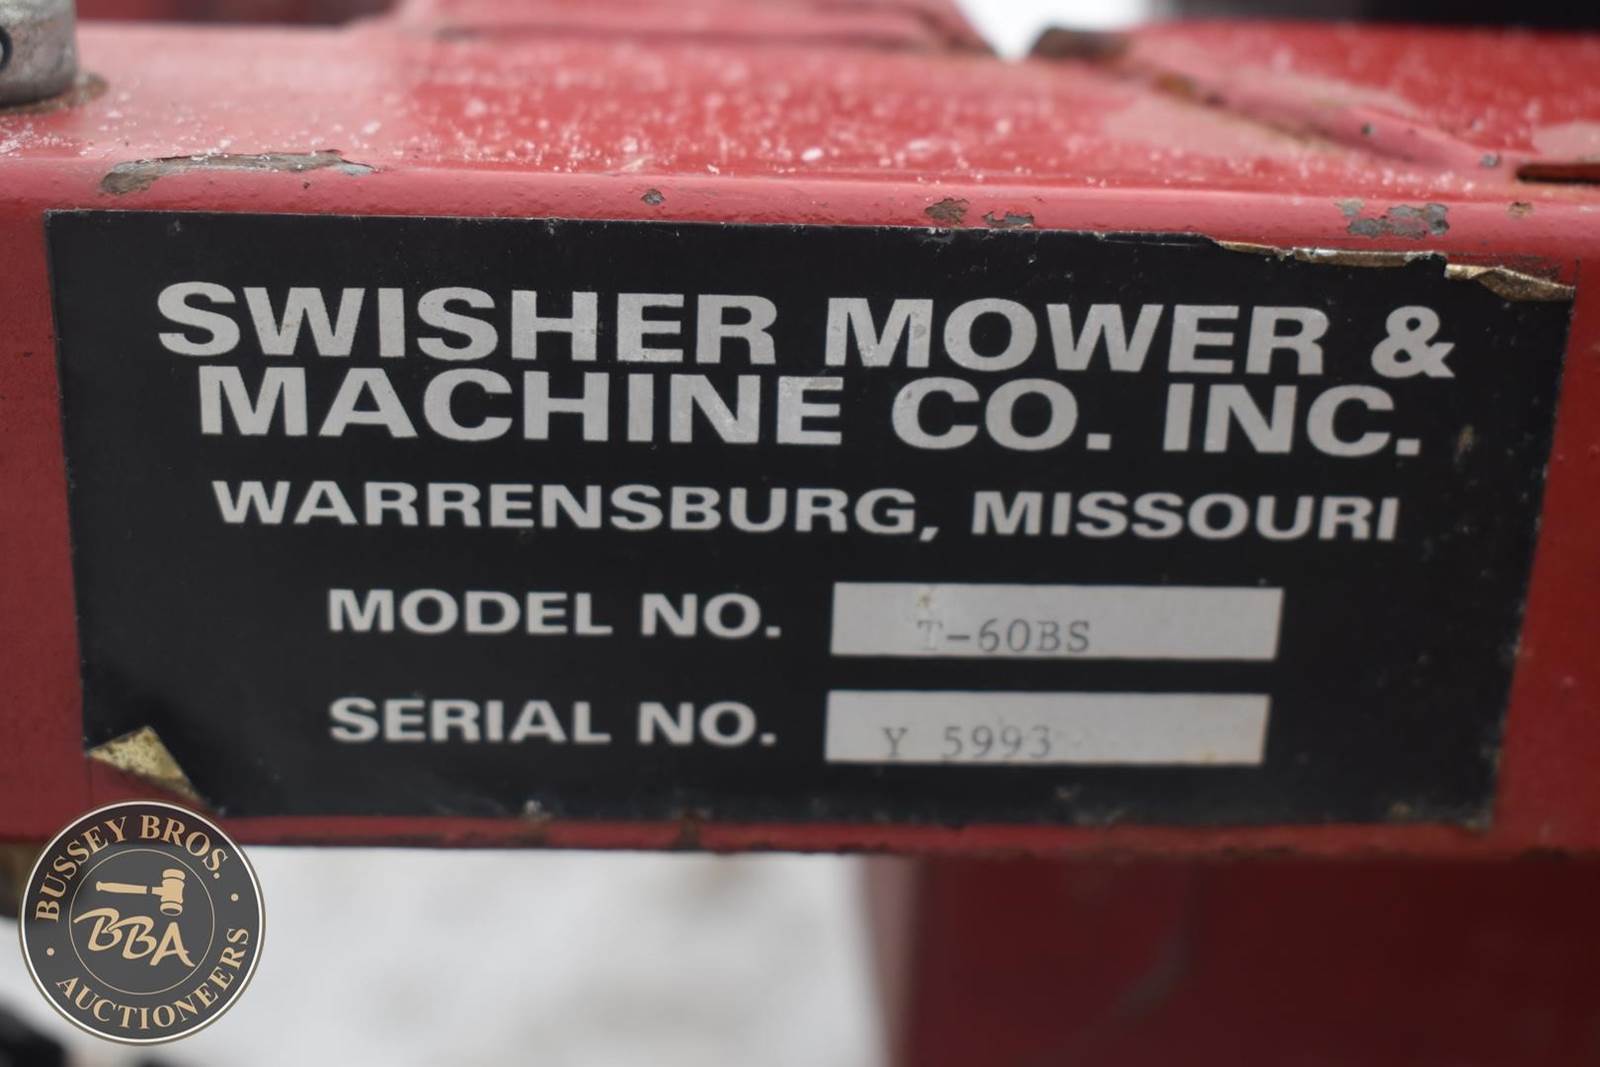 SWISHER MOWER &
MACHINE CO. INC.
WARRENSBURG, MISSOURI
MODEL NO. T-60BS
SERIAL NO. Y 5993
BUSSEY BROS.
BBA
AUCTIONEERS